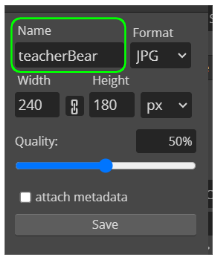 Name Format
teacherBear JPG
Width Height
240 180 px
Quality: 50%
attach metadata
Save